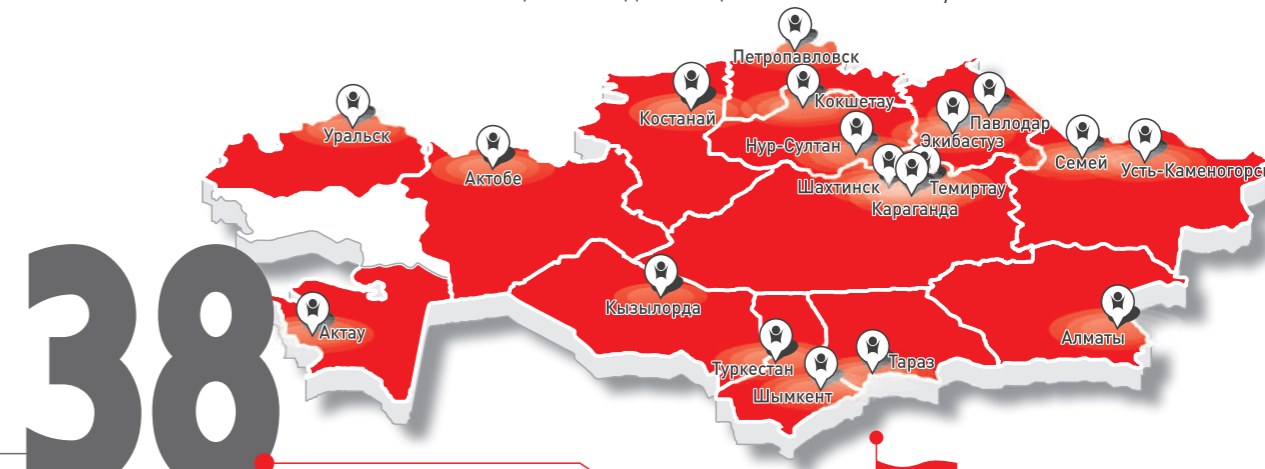 Петропавловск
Кокшетау
Костанай
Павлодар
Экибастуз
Уральск
Нур-Султан
Семей
Усть-Каменогорск
Актобе
Шахтинск
Темиртау
Караганда
Кызылорда
Актау
Алматы
Туркестан
Тараз
Шымкент
38